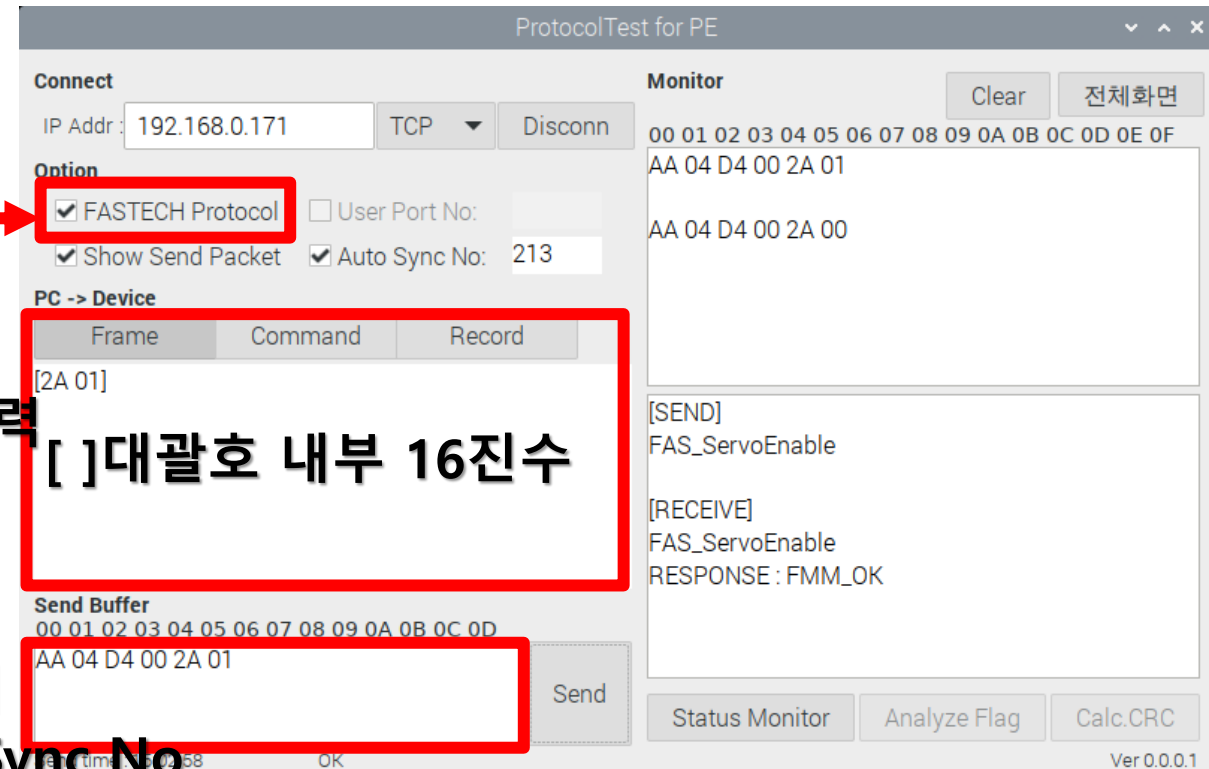 ProtocolTest for PE
Connect
IP Addr : 192.168.0.171 TCP Disconn
Option
FASTECH Protocol User Port No:
Show Send Packet Auto Sync No: 213
PC -> Device
Frame Command Record
[2A 01]
력
[ ]대괄호 내부 16진수
Send Buffer
00 01 02 03 04 05 06 07 08 09 0A 0B 0C 0D
AA 04 D4 00 2A 01
Send
Sync No
OK
Monitor
Clear 전체화면
00 01 02 03 04 05 06 07 08 09 0A 0B 0C 0D 0E 0F
AA 04 D4 00 2A 01
AA 04 D4 00 2A 00
[SEND]
FAS_ServoEnable
[RECEIVE]
FAS_ServoEnable
RESPONSE : FMM_OK
Status Monitor Analyze Flag Calc.CRC
Ver 0.0.0.1